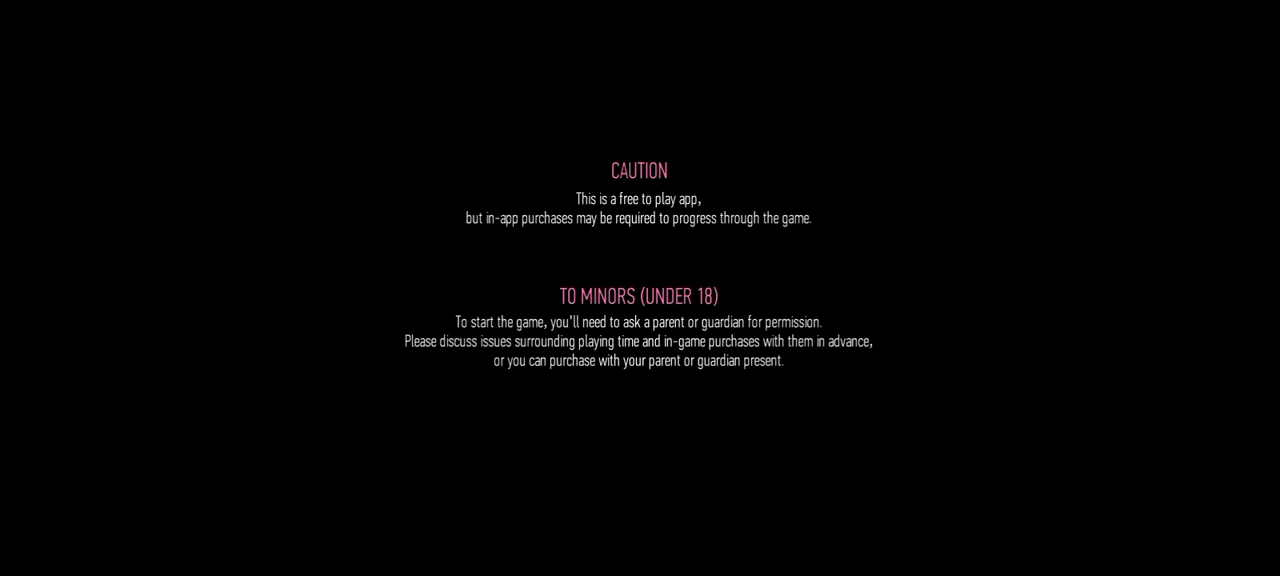 CAUTION
This is a free to play app,
but in-app purchases may be required to progress through the game.
TO MINORS (UNDER 18)
To start the game, you'll need to ask a parent or guardian for permission.
Please discuss issues surrounding playing time and in-game purchases with them in advance,
or you can purchase with your parent or guardian present.